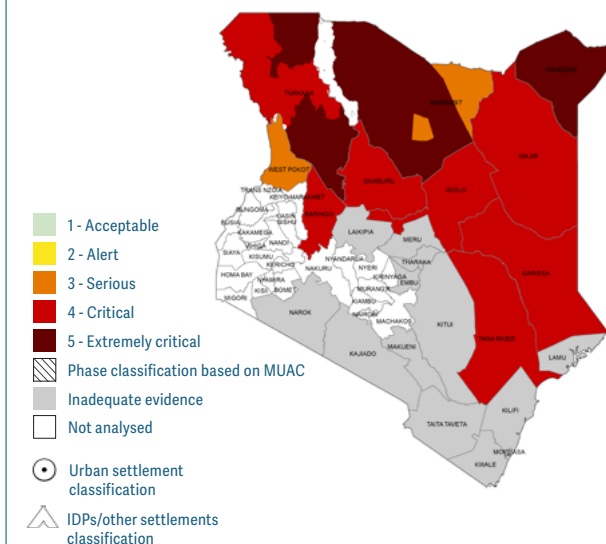 MANDERA
TURKANA
MARSABIT
WAJIR
WEST POKOT
SAMBURU
ISIOLO
TRANS NZOIA
BUNGOMA
BARINGO
BUSIA
KAKAMEGA
LAIKIPIA
MERU
SIAYA
VIHIGA
NANDI
KISUMU
NYANDARUA
THARAKA
KERICHO
NAKURU
NYERI
GARISSA
HOMA BAY
KIRINYAGA
EMBU
NYAMIRA
MURANG'A
KISII
BOMET
MIGORI
KIAMBU
NAROK
NAIROBI
MACHAKOS
KITUI
TANA RIVER
MAKUENI
KAJIADO
LAMU
TAITA TAVETA
KILIFI
MOMBASA
KWALE
1 - Acceptable
2 - Alert
3 - Serious
4 - Critical
5 - Extremely critical
Phase classification based on MUAC
Inadequate evidence
Not analysed
Urban settlement
classification
IDPs/other settlements
classification